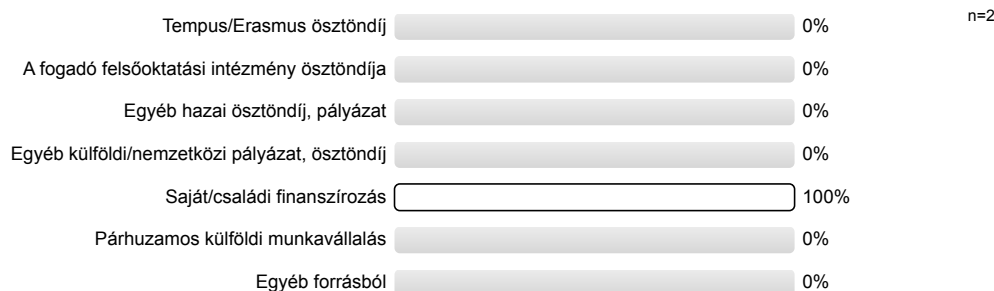 Tempus/Erasmus ösztöndíj 0% n=2
A fogadó felsőoktatási intézmény ösztöndíja 0%
Egyéb hazai ösztöndíj, pályázat 0%
Egyéb külföldi/nemzetközi pályázat, ösztöndíj 0%
Saját/családi finanszírozás 100%
Párhuzamos külföldi munkavállalás 0%
Egyéb forrásból 0%